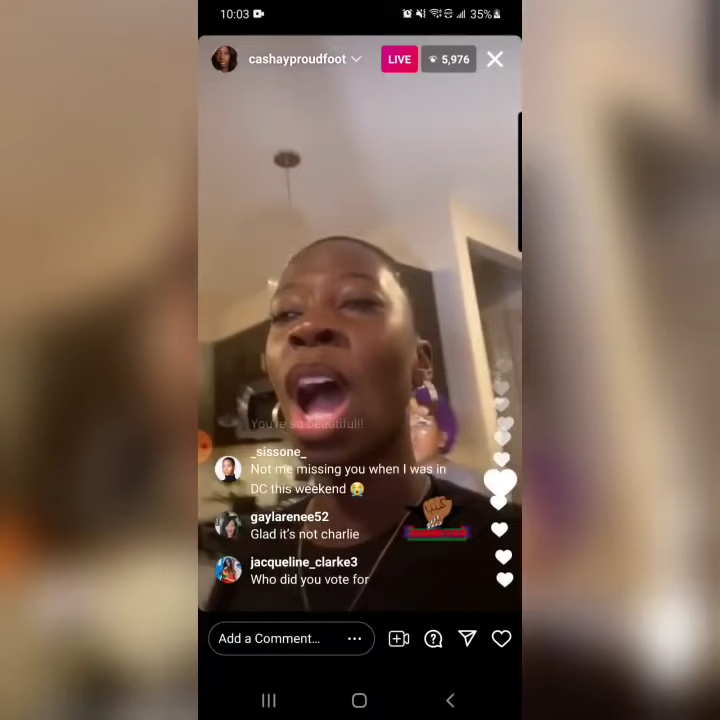 10:03
35%
cashayproudfoot
LIVE
5,976
You're so beautiful!!
_sissone_
Not me missing you when I was in
DC this weekend 😭
gaylarenee52
Glad it's not charlie
jacqueline_clarke3
Who did you vote for
Add a Comment...